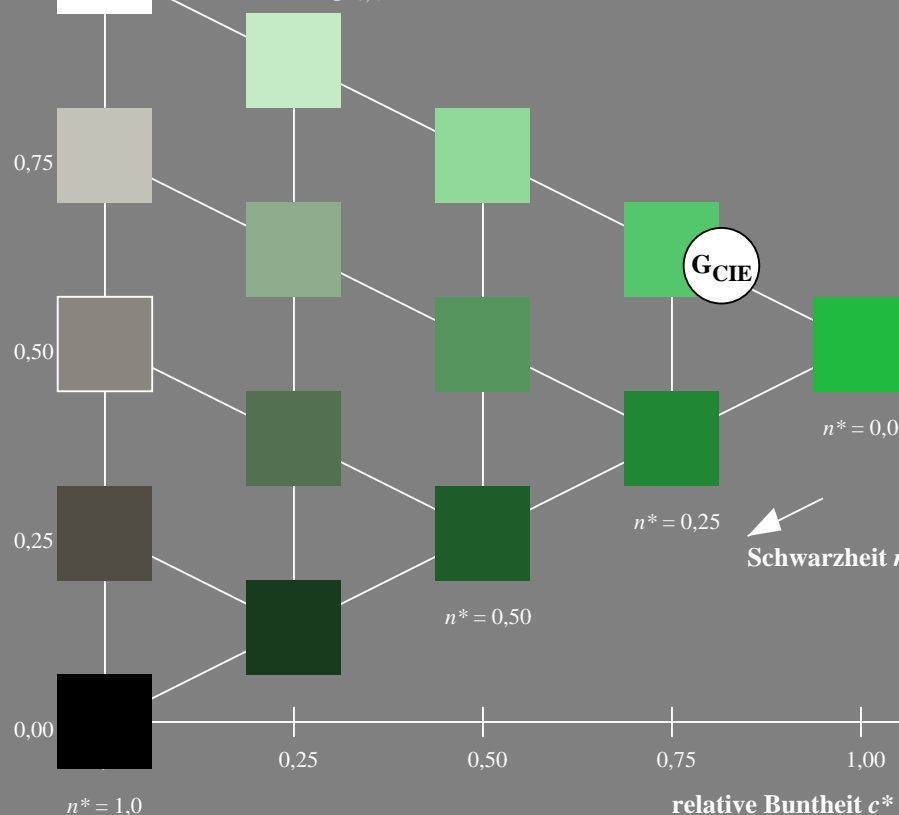 0,75
G CIE
0,50
n* = 0,0
n* = 0,25
0,25
Schwarzheit n
n* = 0,50
0,00
0,25 0,50 0,75 1,00
n* = 1,0
relative Buntheit c*